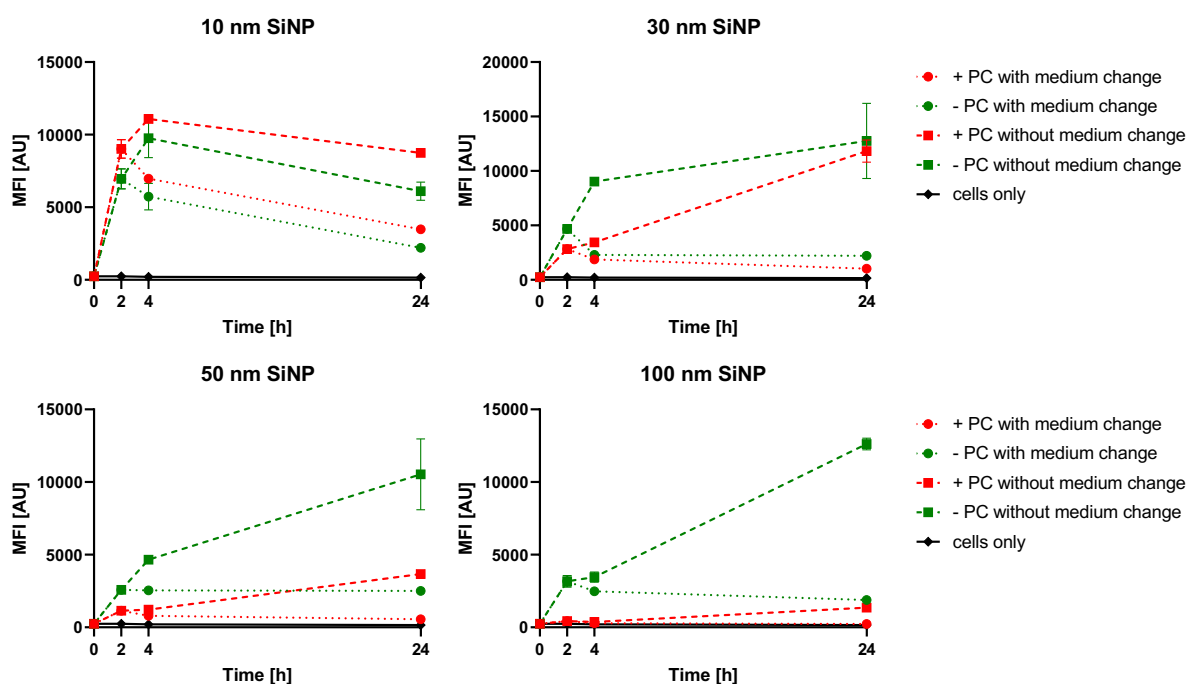 10 nm SiNP
15000
10000
5000
0
MFI [AU]
0 2 4 24
Time [h]
30 nm SiNP
20000
15000
10000
5000
0
MFI [AU]
0 2 4 24
Time [h]
+ PC with medium change
- PC with medium change
+ PC without medium change
- PC without medium change
cells only
50 nm SiNP
15000
10000
5000
0
MFI [AU]
0 2 4 24
Time [h]
100 nm SiNP
15000
10000
5000
0
MFI [AU]
0 2 4 24
Time [h]
+ PC with medium change
- PC with medium change
+ PC without medium change
- PC without medium change
cells only